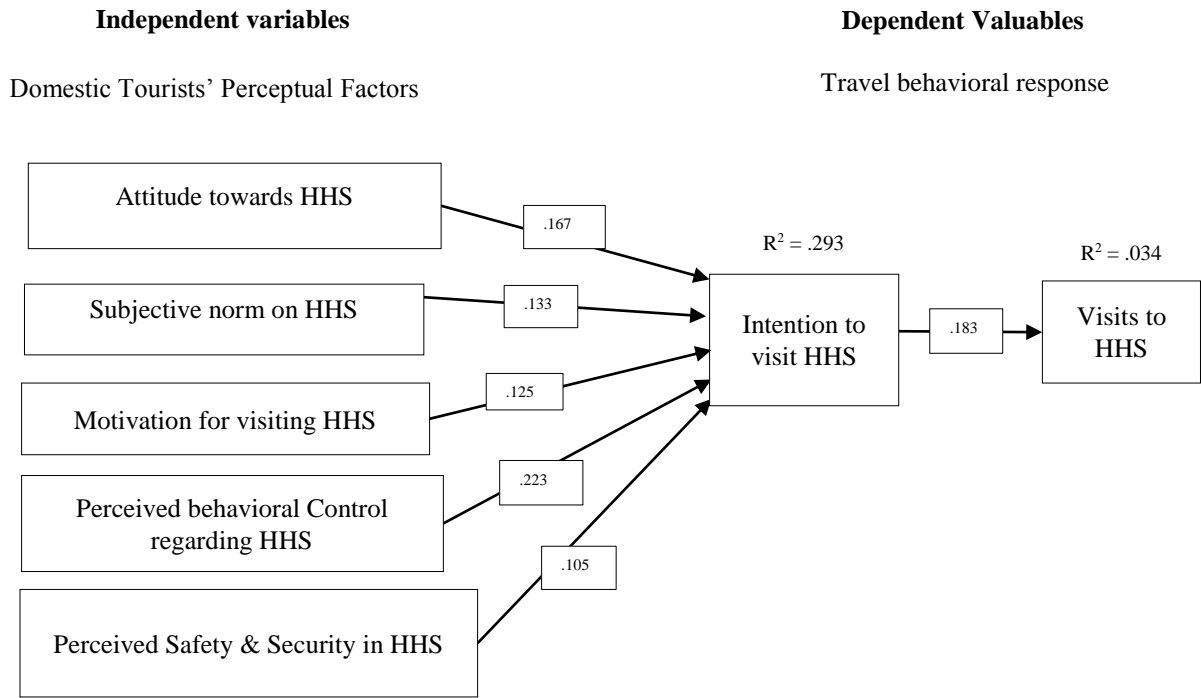 Independent variables
Dependent Valuables
Domestic Tourists’ Perceptual Factors
Travel behavioral response
Attitude towards HHS
.167
R² = .293
R² = .034
Subjective norm on HHS
.133
Intention to
visit HHS
.183
Visits to
HHS
Motivation for visiting HHS
.125
Perceived behavioral Control
regarding HHS
.223
Perceived Safety & Security in HHS
.105